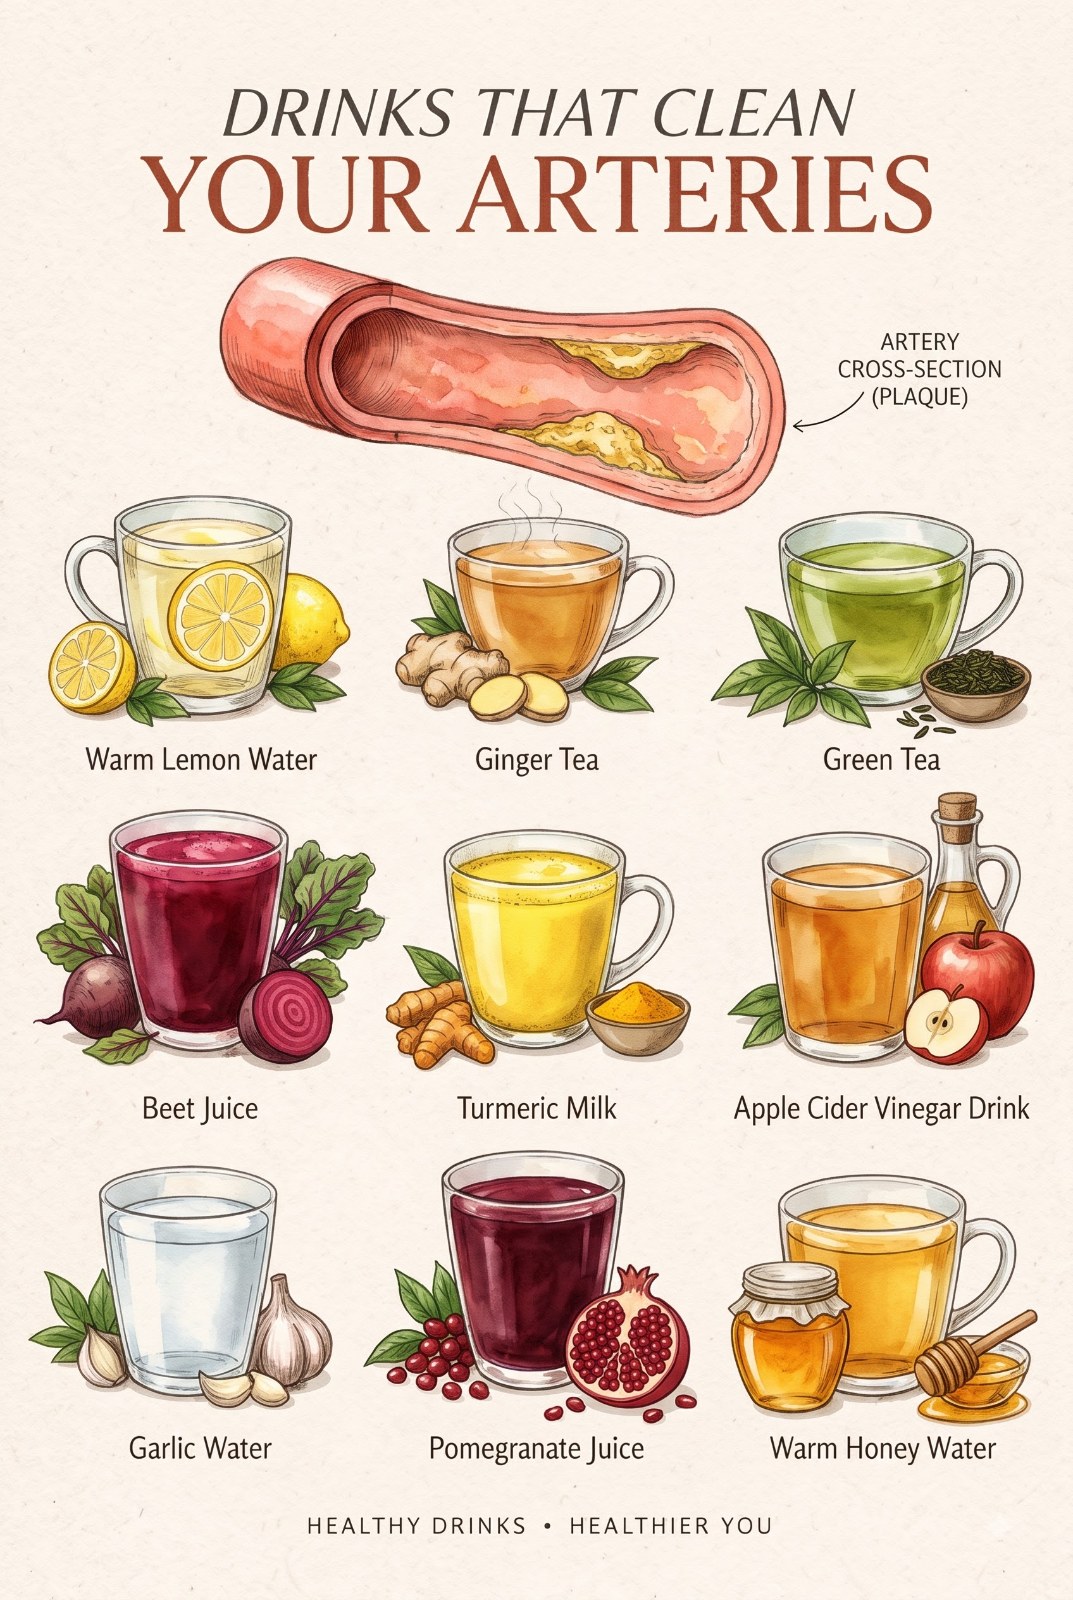 DRINKS THAT CLEAN
YOUR ARTERIES
ARTERY
CROSS-SECTION
(PLAQUE)
Warm Lemon Water
Ginger Tea
Green Tea
Beet Juice
Turmeric Milk
Apple Cider Vinegar Drink
Garlic Water
Pomegranate Juice
Warm Honey Water
HEALTHY DRINKS • HEALTHIER YOU